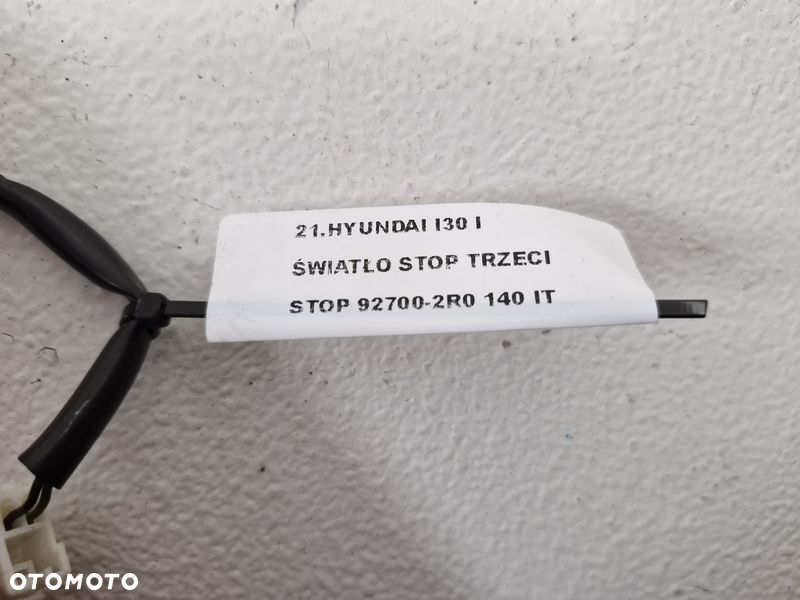 21.HYUNDAI I30 I
ŚWIATŁO STOP TRZECI
STOP 92700-2R0 140 IT
OTOMOTO